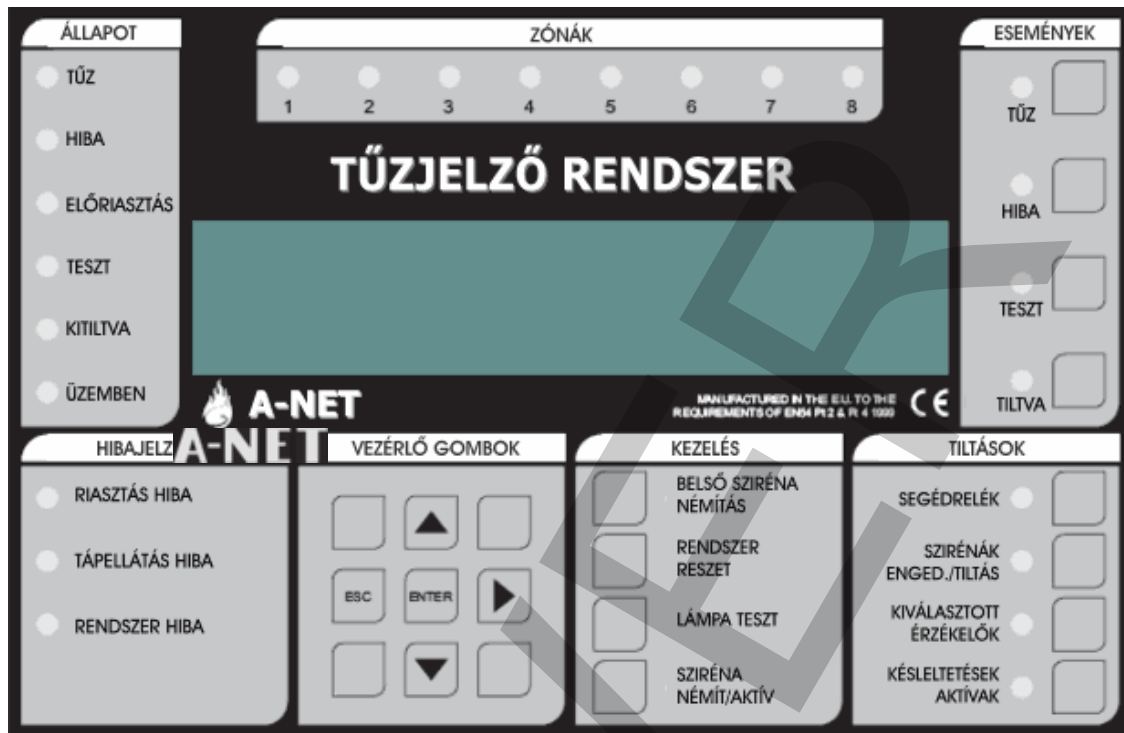 ÁLLAPOT
TŰZ
HIBA
ELŐRIASZTÁS
TESZT
KITILTVA
ÜZEMBEN
ZÓNÁK
1 2 3 4 5 6 7 8
TŰZJELZŐ RENDSZER
A-NET
MANUFACTURED IN THE E.U. TO THE
REQUIREMENTS OF EN54 Pt 2 & Pt 4 1999
CE
ESEMÉNYEK
TŰZ
HIBA
TESZT
TILTVA
HIBAJELZ
A-NET
RIASZTÁS HIBA
TÁPELLÁTÁS HIBA
RENDSZER HIBA
VEZÉRLŐ GOMBOK
ESC
ENTER
KEZELÉS
BELSŐ SZIRÉNA
NÉMÍTÁS
RENDSZER
RESZET
LÁMPA TESZT
SZIRÉNA
NÉMÍT/AKTÍV
TILTÁSOK
SEGÉDRELÉK
SZIRÉNÁK
ENGED./TILTÁS
KIVÁLASZTOTT
ÉRZÉKELŐK
KÉSLELTETÉSEK
AKTÍVAK